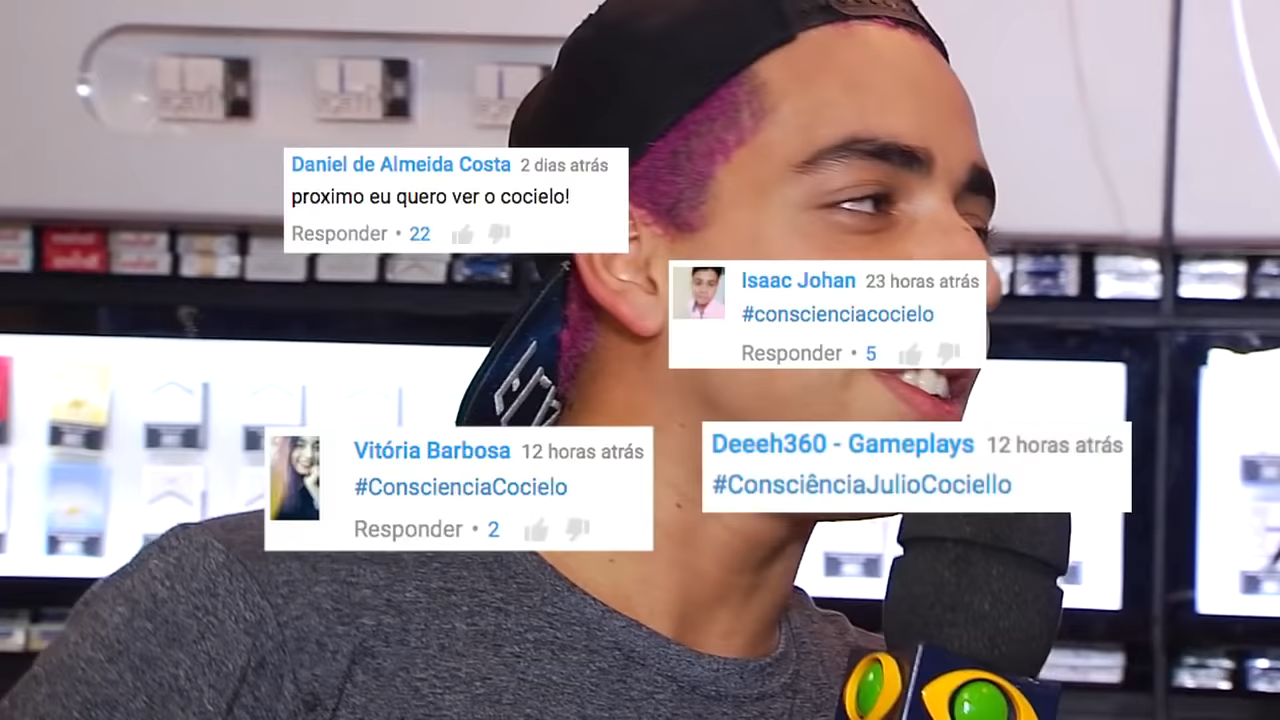 Daniel de Almeida Costa 2 dias atrás
proximo eu quero ver o cocielo!
Responder • 22
Isaac Johan 23 horas atrás
#conscienciacocielo
Responder • 5
Vitória Barbosa 12 horas atrás
#ConscienciaCocielo
Responder • 2
Deeeh360 - Gameplays 12 horas atrás
#ConsciênciaJulioCociello